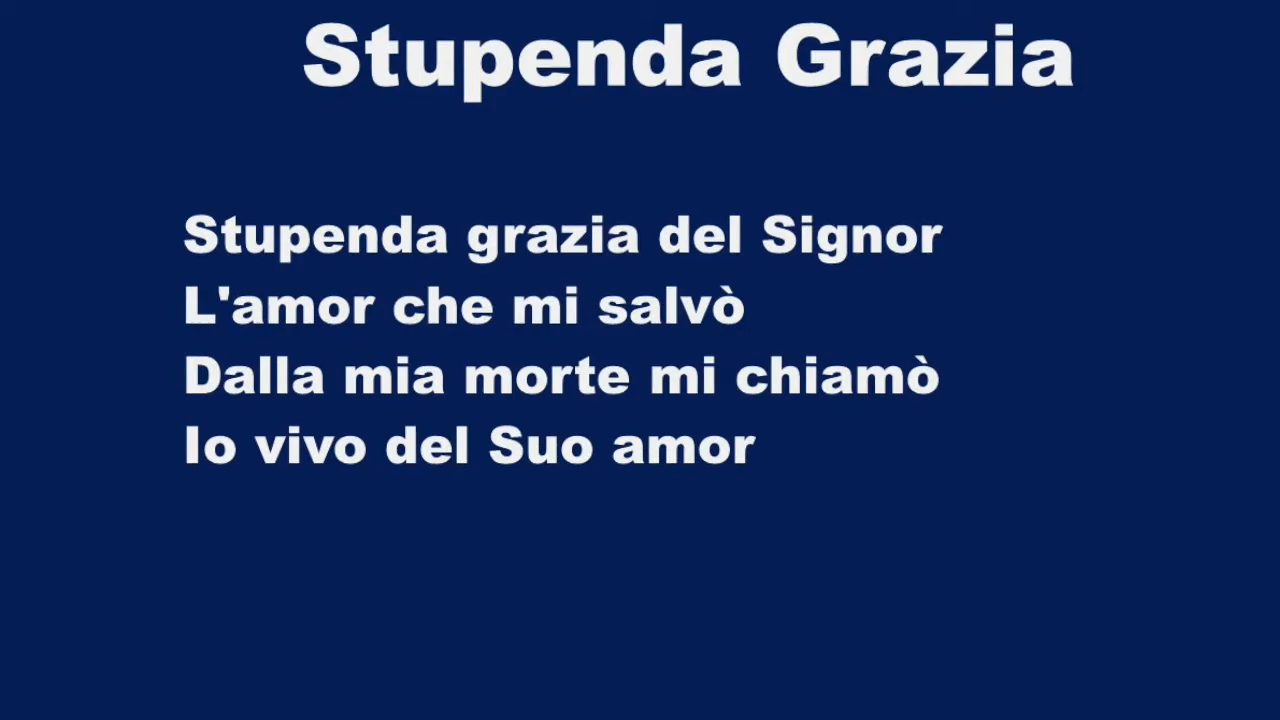 Stupenda Grazia
Stupenda grazia del Signor
L'amor che mi salvò
Dalla mia morte mi chiamò
Io vivo del Suo amor